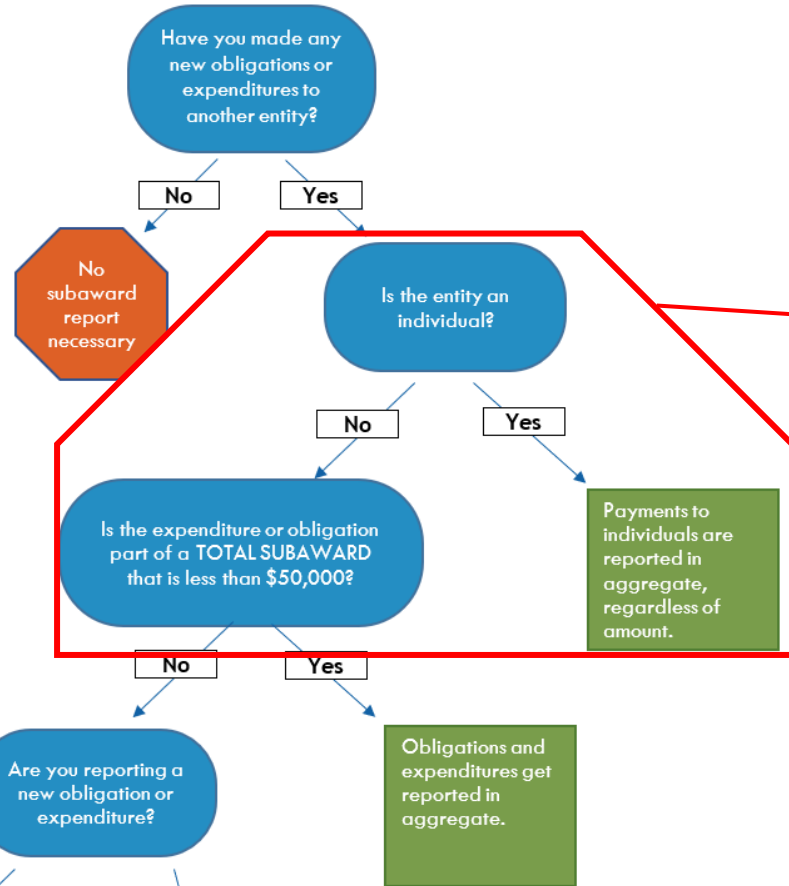 Have you made any
new obligations or
expenditures to
another entity?
No
Yes
No
subaward
report
necessary
Is the entity an
individual?
No
Yes
Is the expenditure or obligation
part of a TOTAL SUBAWARD
that is less than $50,000?
Payments to
individuals are
reported in
aggregate,
regardless of
amount.
No
Yes
Are you reporting a
new obligation or
expenditure?
Obligations and
expenditures get
reported in
aggregate.